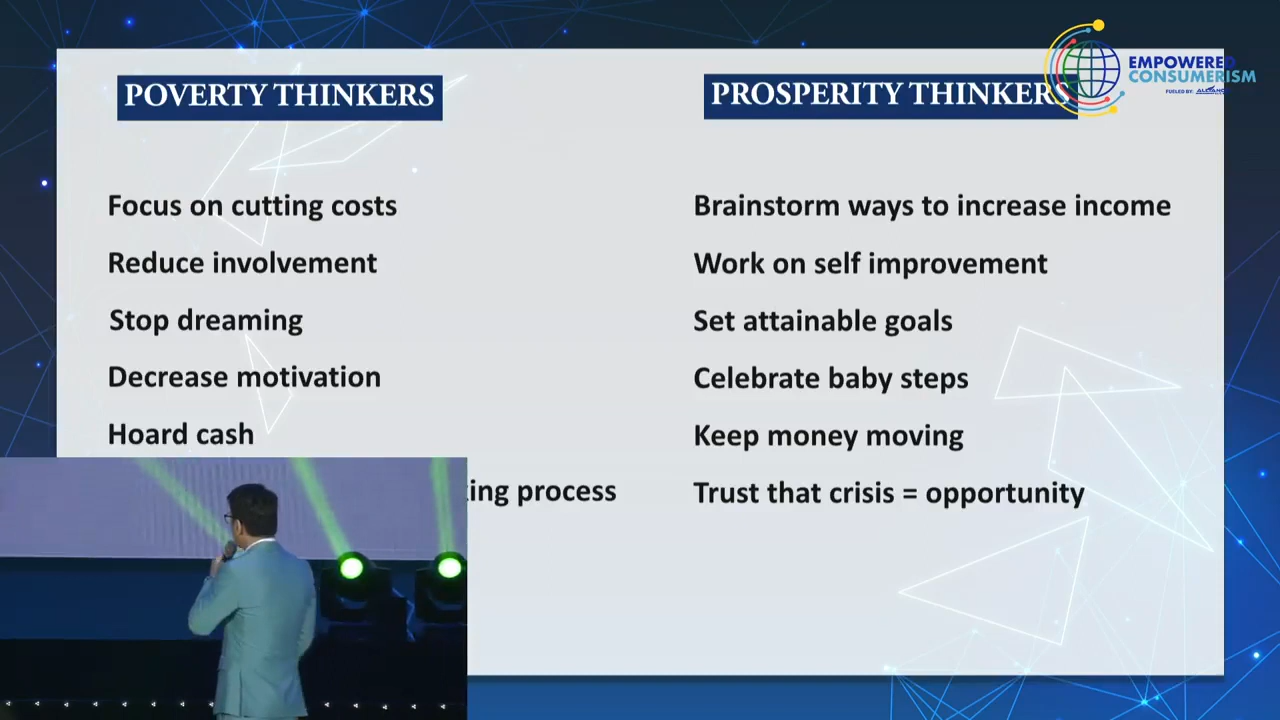 POVERTY THINKERS
PROSPERITY THINKERS
EMPOWERED
CONSUMERISM
FUELED BY:
Focus on cutting costs
Brainstorm ways to increase income
Reduce involvement
Work on self improvement
Stop dreaming
Set attainable goals
Decrease motivation
Celebrate baby steps
Hoard cash
Keep money moving
process
Trust that crisis = opportunity